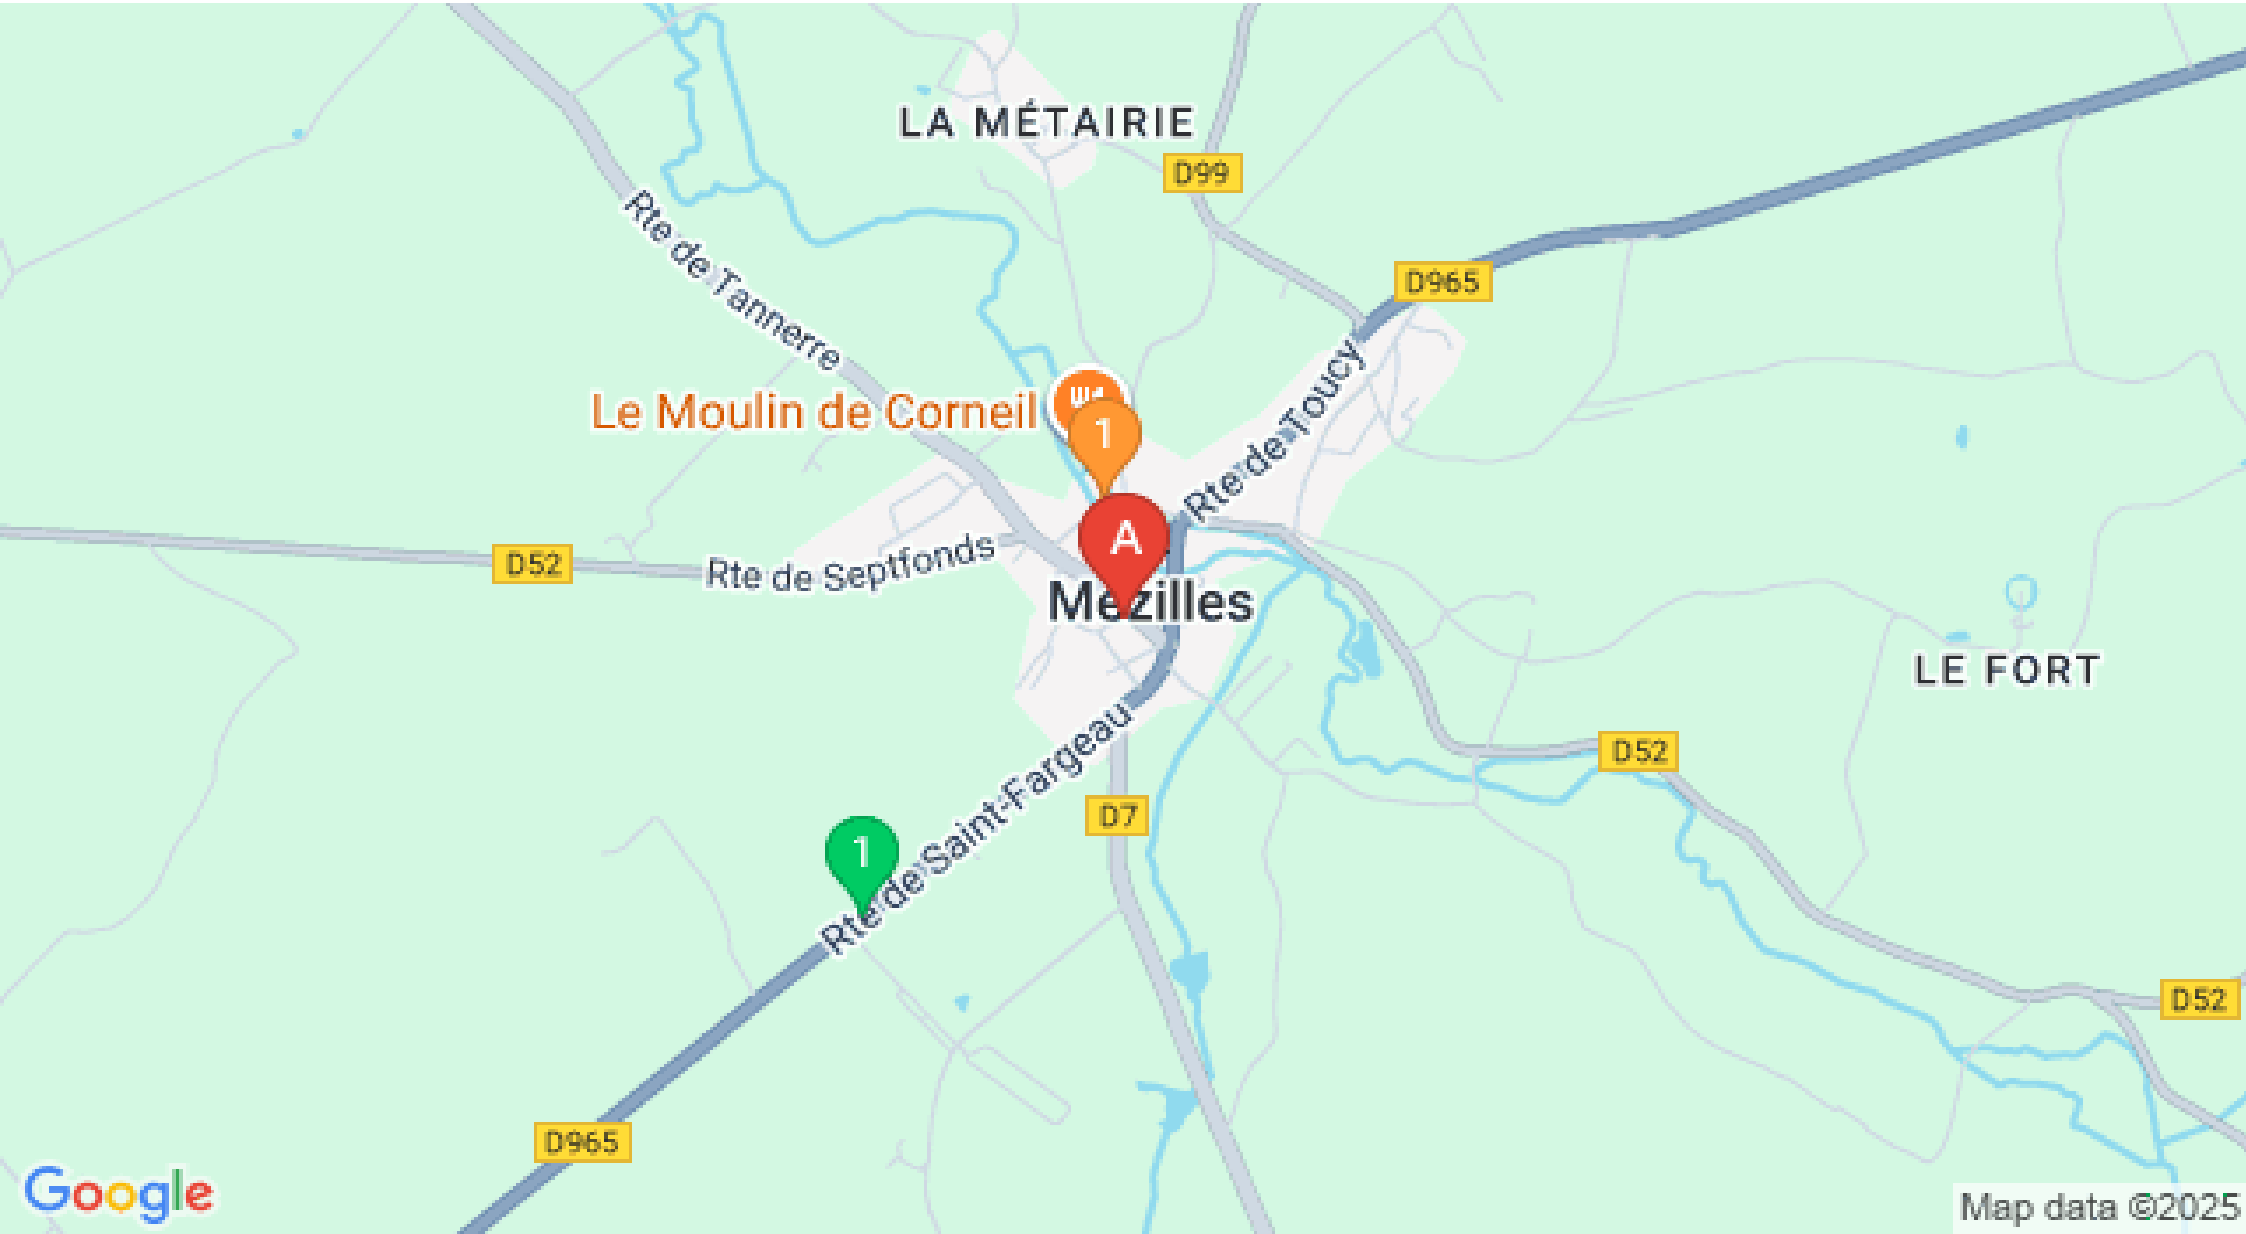 LA MÉTAIRIE
D99
Rte de Tannerre
D965
Le Moulin de Corneil
1
Rte de Toucy
A
D52
Rte de Septfonds
Mézilles
LE FORT
D52
Rte de Saint-Fargeau
D7
1
D52
D965
Google
Map data ©2025